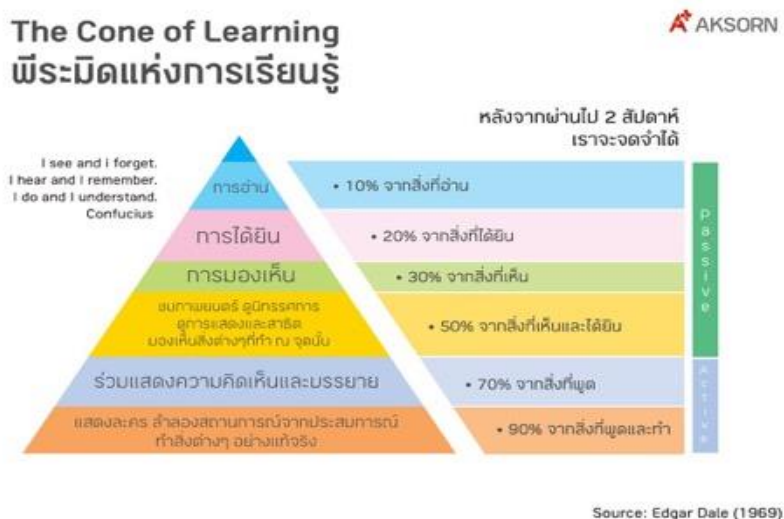 The Cone of Learning
พีระมิดแห่งการเรียนรู้
AKSORN
หลังจากผ่านไป 2 สัปดาห์
เราจะจดจำได้
I see and i forget.
I hear and I remember.
I do and I understand.
Confucius
การอ่าน
• 10% จากสิ่งที่อ่าน
การได้ยิน
• 20% จากสิ่งที่ได้ยิน
การมองเห็น
• 30% จากสิ่งที่เห็น
ชมภาพยนตร์ ดูนิทรรศการ
ดูการแสดงและสาธิต
มองเห็นสิ่งต่างๆที่ทำ ณ จุดนั้น
• 50% จากสิ่งที่เห็นและได้ยิน
ร่วมแสดงความคิดเห็นและบรรยาย
• 70% จากสิ่งที่พูด
แสดงละคร จำลองสถานการณ์จากประสบการณ์
ทำสิ่งต่างๆ อย่างแท้จริง
• 90% จากสิ่งที่พูดและทำ
Passive
Active
Source: Edgar Dale (1969)